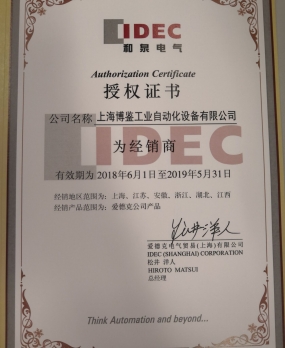 IDEC
和泉电气
Authorization Certificate
授权证书
公司名称 上海博鉴工业自动化设备有限公司
为经销商
有效期为 2018年6月1日至2019年5月31日
经销地区范围为：上海、江苏、安徽、浙江、湖北、江西
经销产品范围为：爱德克公司产品
爱德克电气贸易(上海)有限公司
IDEC (SHANGHAI) CORPORATION
松井 洋人
HIROTO MATSUI
总经理
Think Automation and beyond...